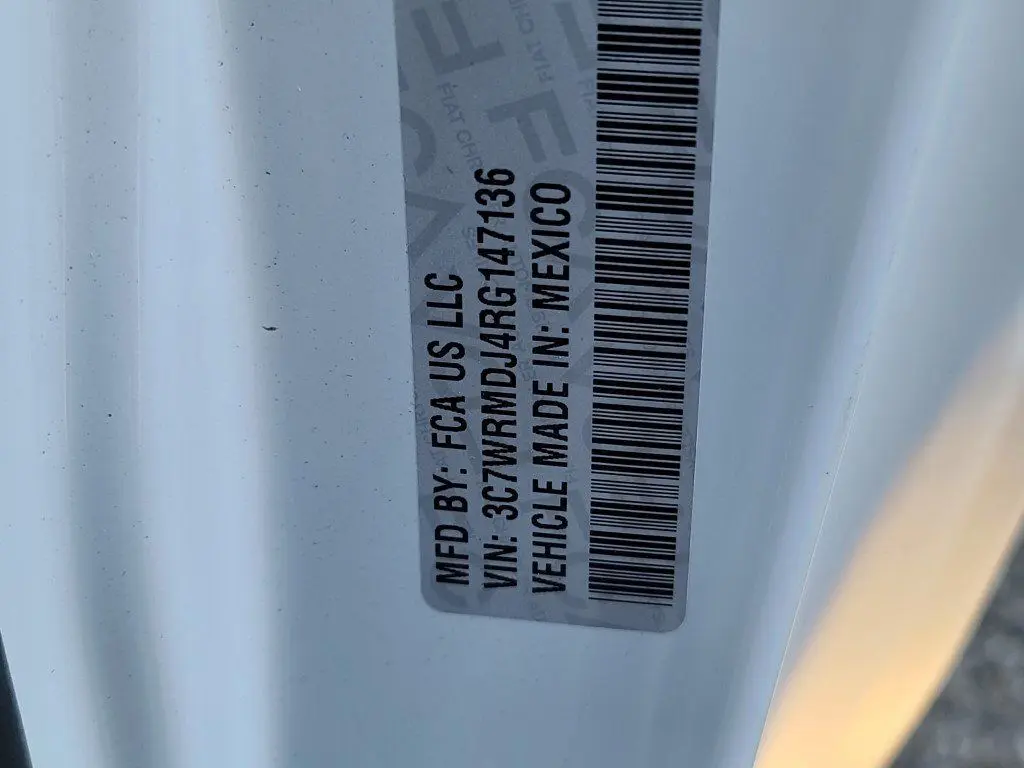 MFD BY: FCA US LLC
VIN: 3C7WRMDJ4RG147136
VEHICLE MADE IN: MEXICO